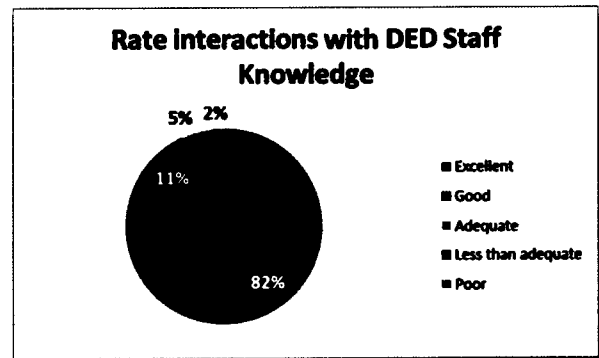 Rate interactions with DED Staff
Knowledge
5% 2%
11%
82%
Excellent
Good
Adequate
Less than adequate
Poor